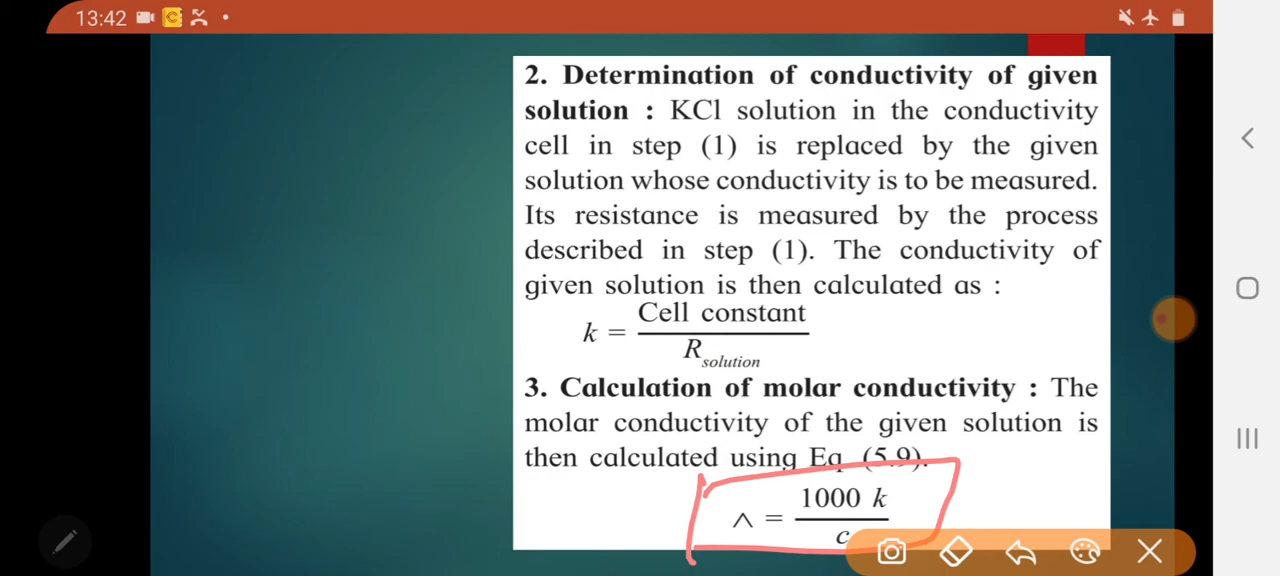 13:42
2. Determination of conductivity of given
solution : KCl solution in the conductivity
cell in step (1) is replaced by the given
solution whose conductivity is to be measured.
Its resistance is measured by the process
described in step (1). The conductivity of
given solution is then calculated as :
k = Cell constant / R solution
3. Calculation of molar conductivity : The
molar conductivity of the given solution is
then calculated using Eq. (5.9).
∧ = 1000 k / c